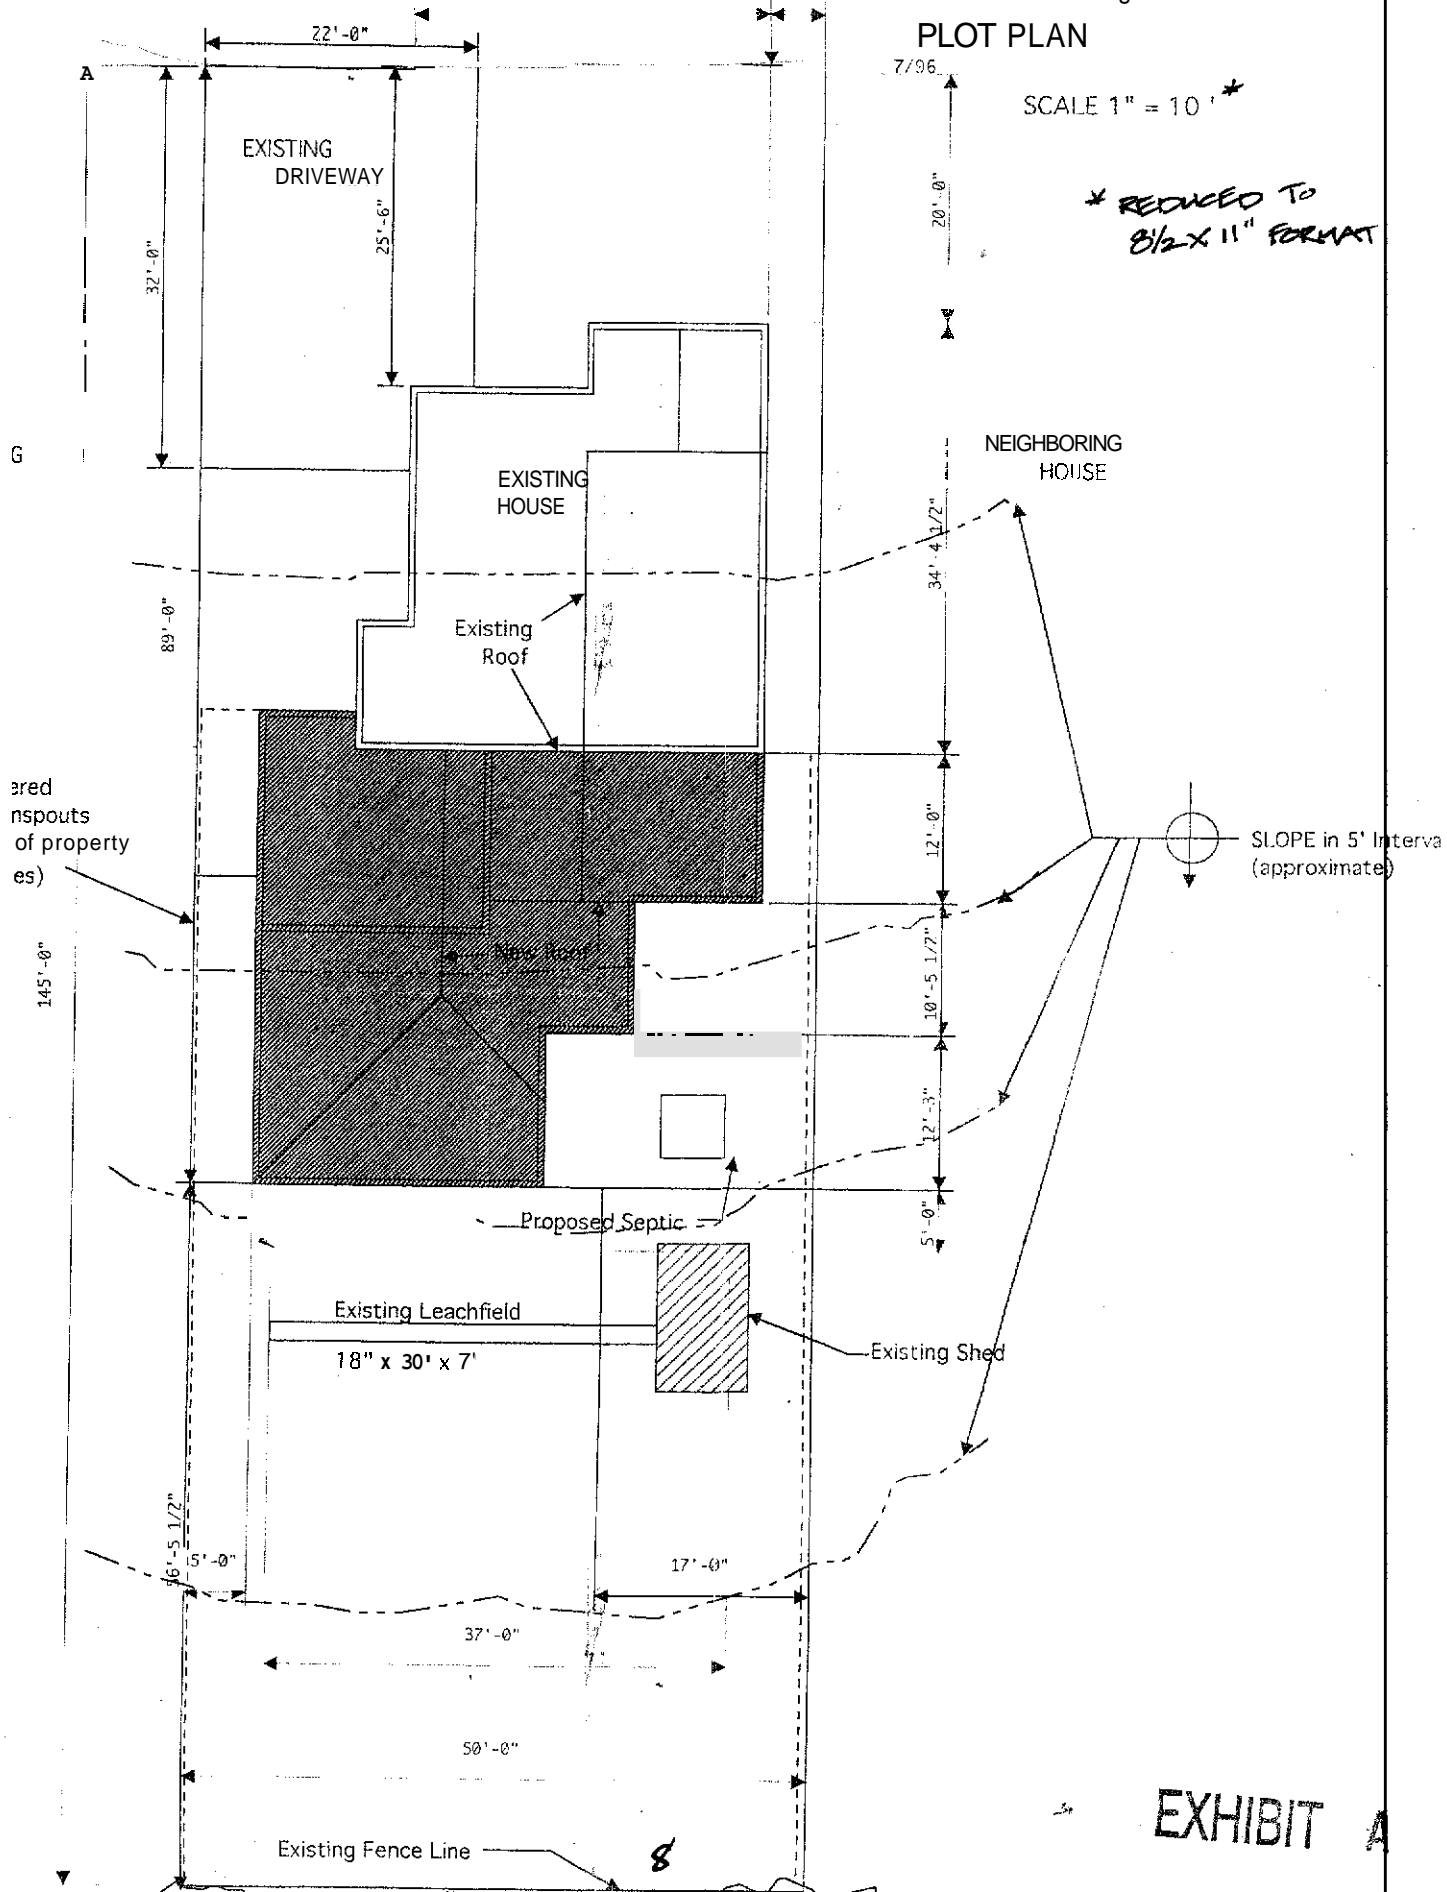 PLOT PLAN
22'-0"
A
7/96
SCALE 1" = 10'*
* REDUCED TO
8½ X 11" FORMAT
EXISTING
DRIVEWAY
20'-0"
25'-6"
32'-0"
G
NEIGHBORING
HOUSE
EXISTING
HOUSE
34' 4 1/2"
89'-0"
Existing
Roof
ered
nspouts
of property
es)
12'-0"
SLOPE in 5' Interva
(approximate)
New Roof
145'-0"
10'-5 1/2"
12'-3"
Proposed Septic
5'-0"
Existing Leachfield
18" x 30' x 7'
Existing Shed
56'-5 1/2"
5'-0"
17'-0"
37'-0"
50'-0"
EXHIBIT A
Existing Fence Line
8